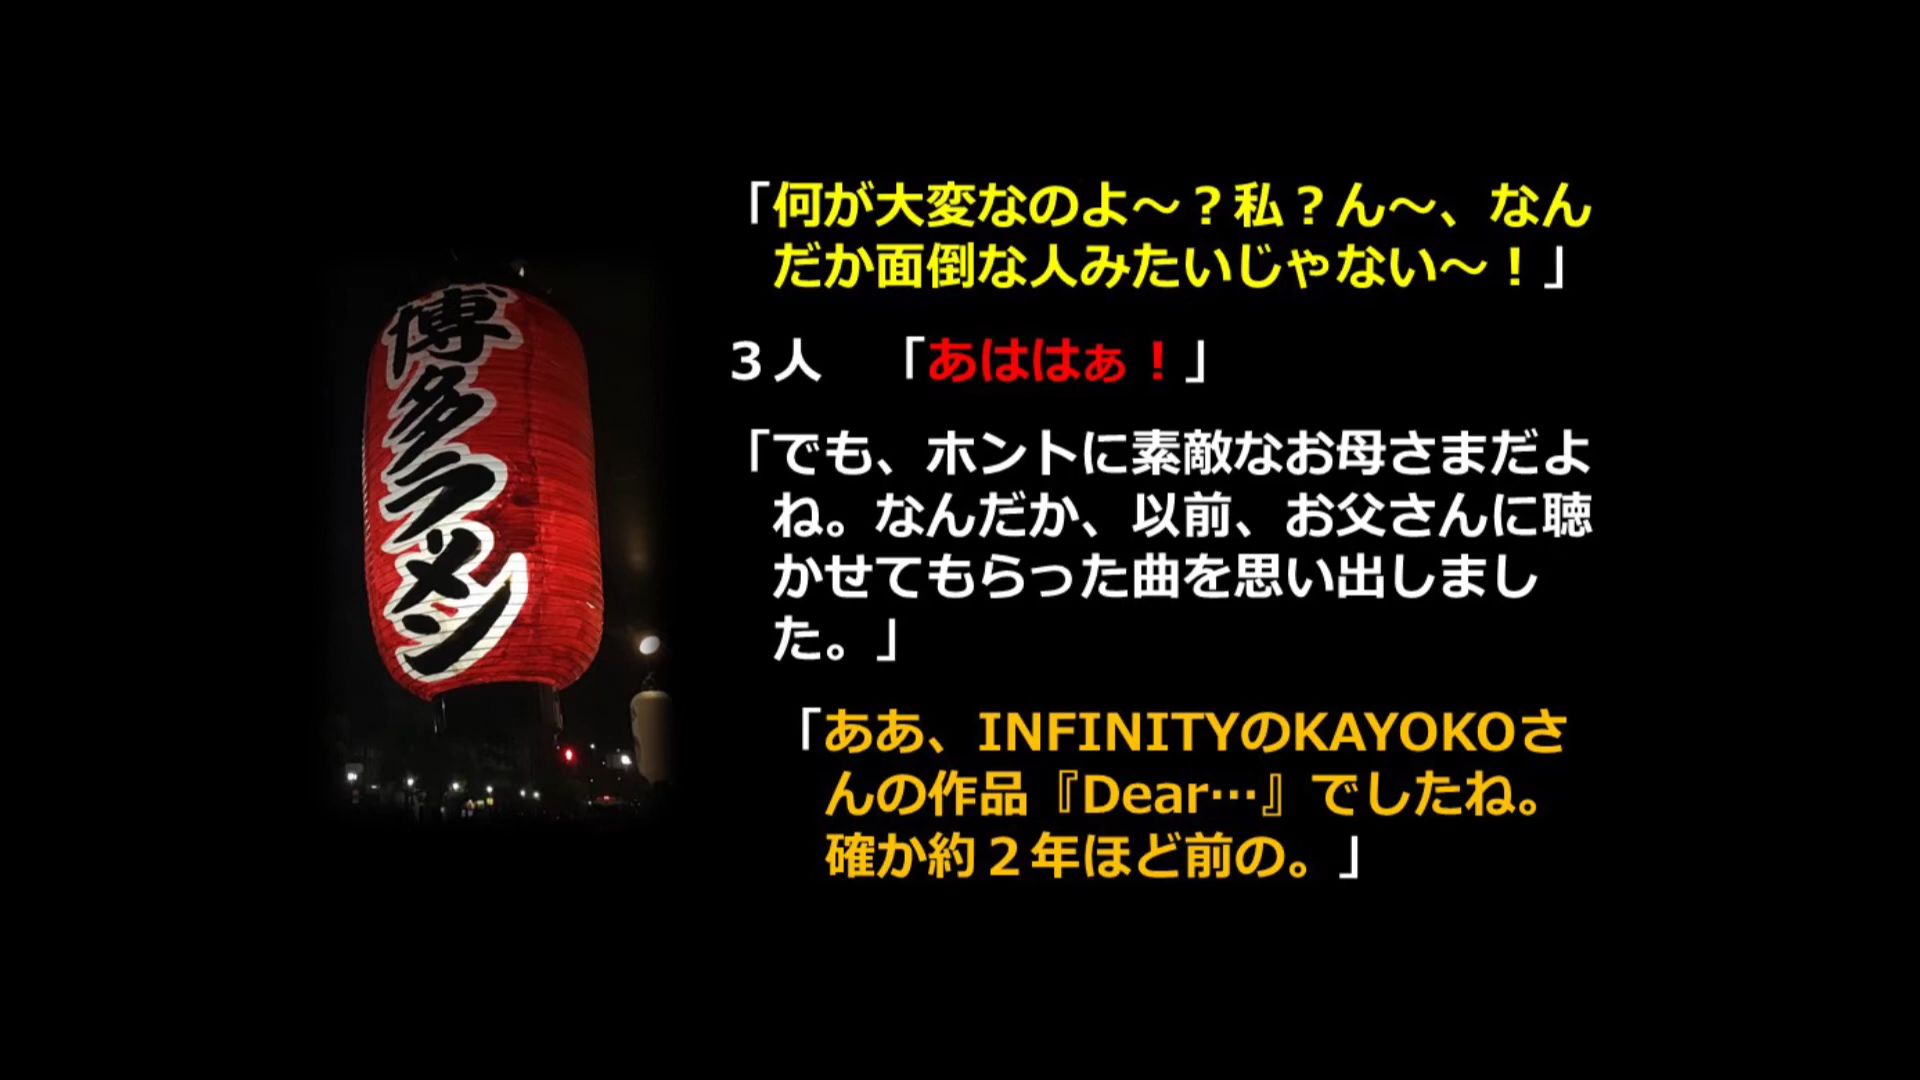 博多ラーメン
「何が大変なのよ～？私？ん～、なん
だか面倒な人みたいじゃない～！」
３人　「あははぁ！」
「でも、ホントに素敵なお母さまだよ
ね。なんだか、以前、お父さんに聴
かせてもらった曲を思い出しまし
た。」
「ああ、INFINITYのKAYOKOさ
んの作品『Dear…』でしたね。
確か約２年ほど前の。」